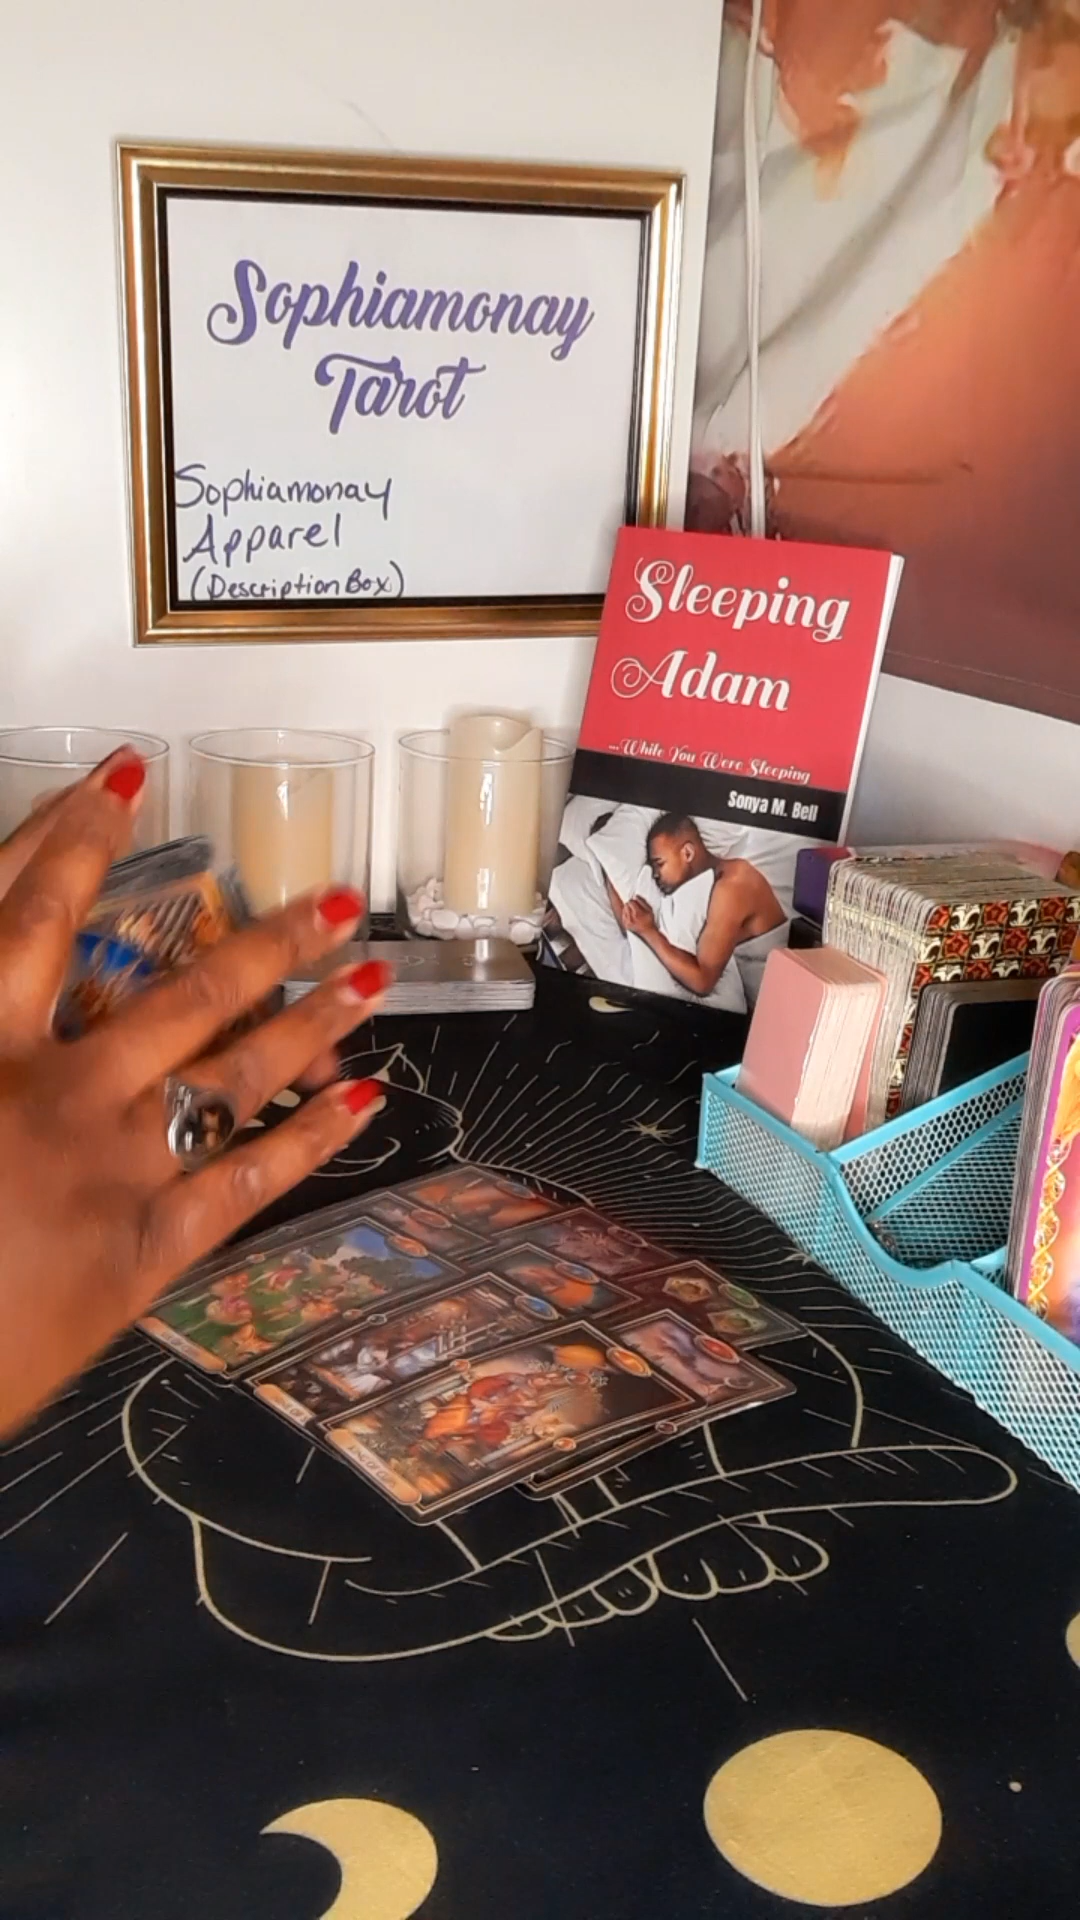 Sophiamonay
Tarot
Sophiamonay
Apparel
(Description Box)
Sleeping
Adam
...While You Were Sleeping
Sonya M. Bell